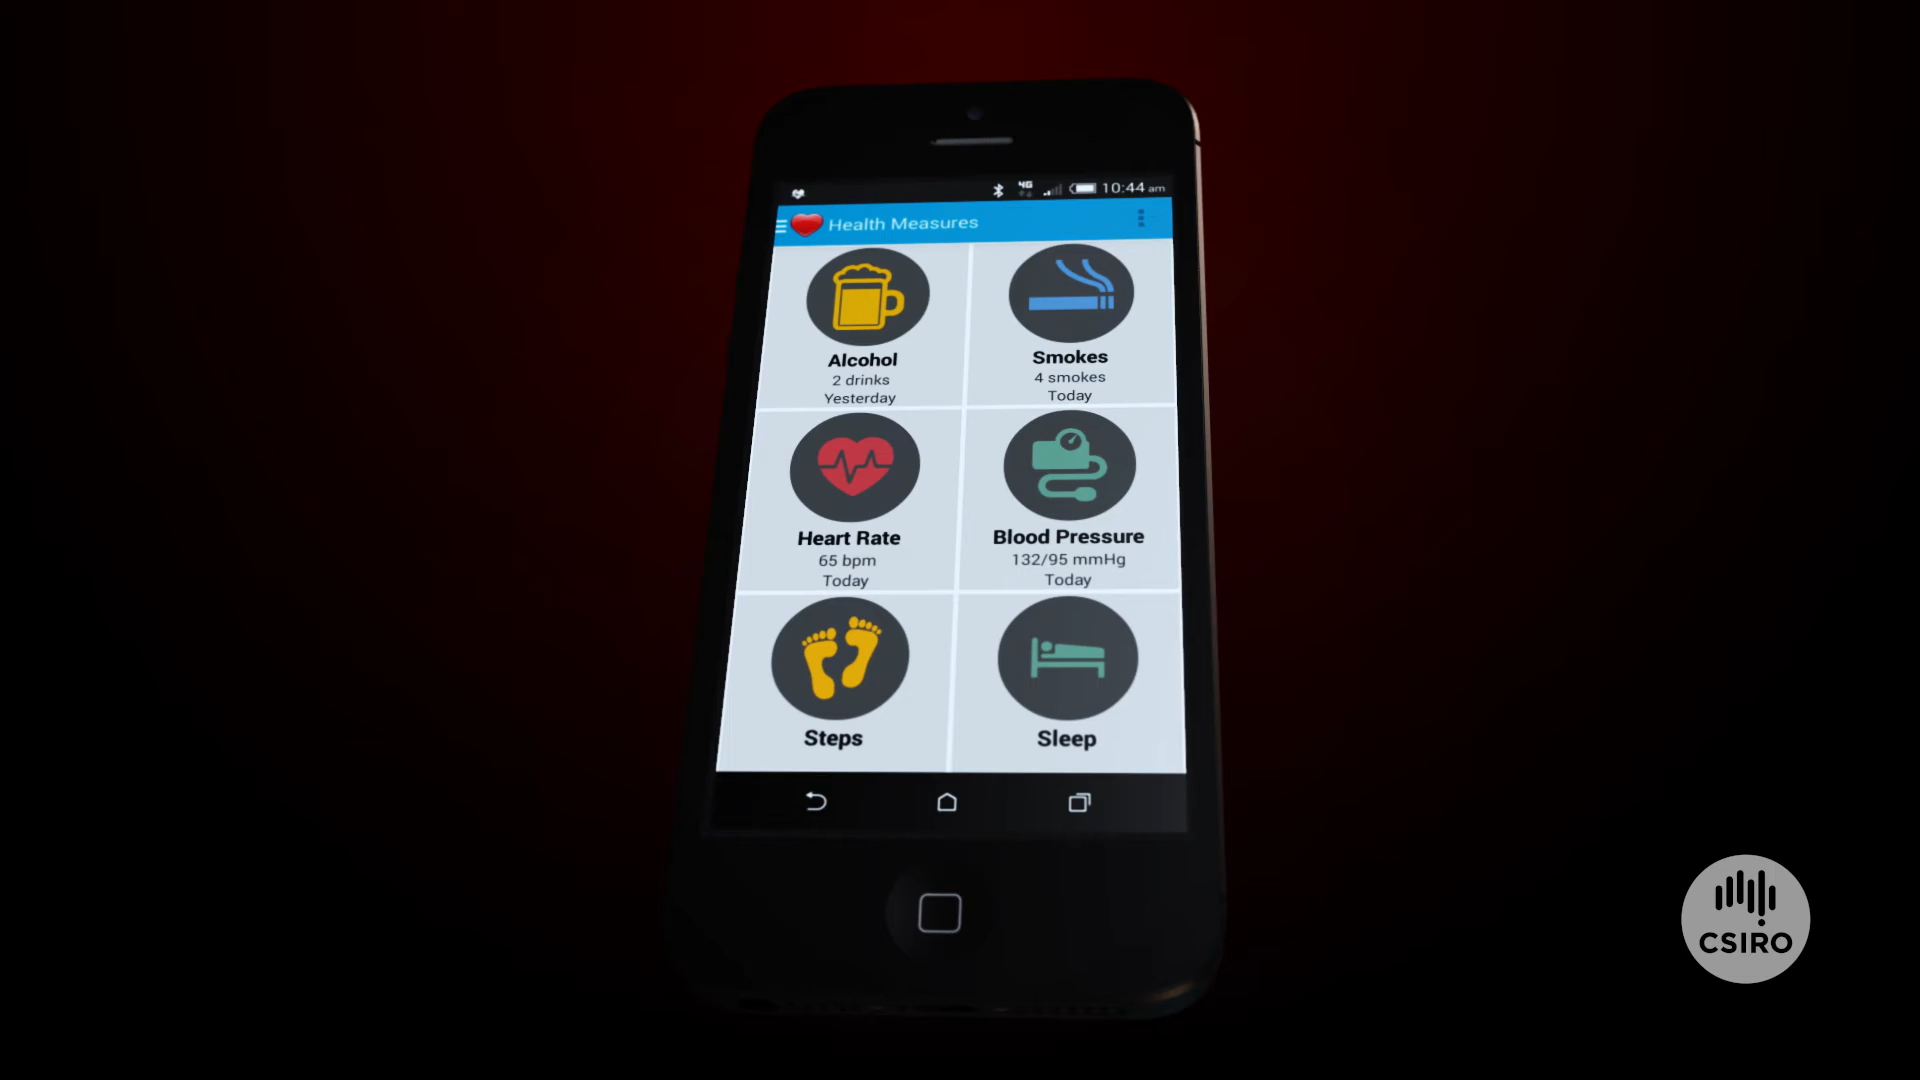 4G 10:44 am
Health Measures
Alcohol
2 drinks
Yesterday
Smokes
4 smokes
Today
Heart Rate
65 bpm
Today
Blood Pressure
132/95 mmHg
Today
Steps
Sleep
CSIRO